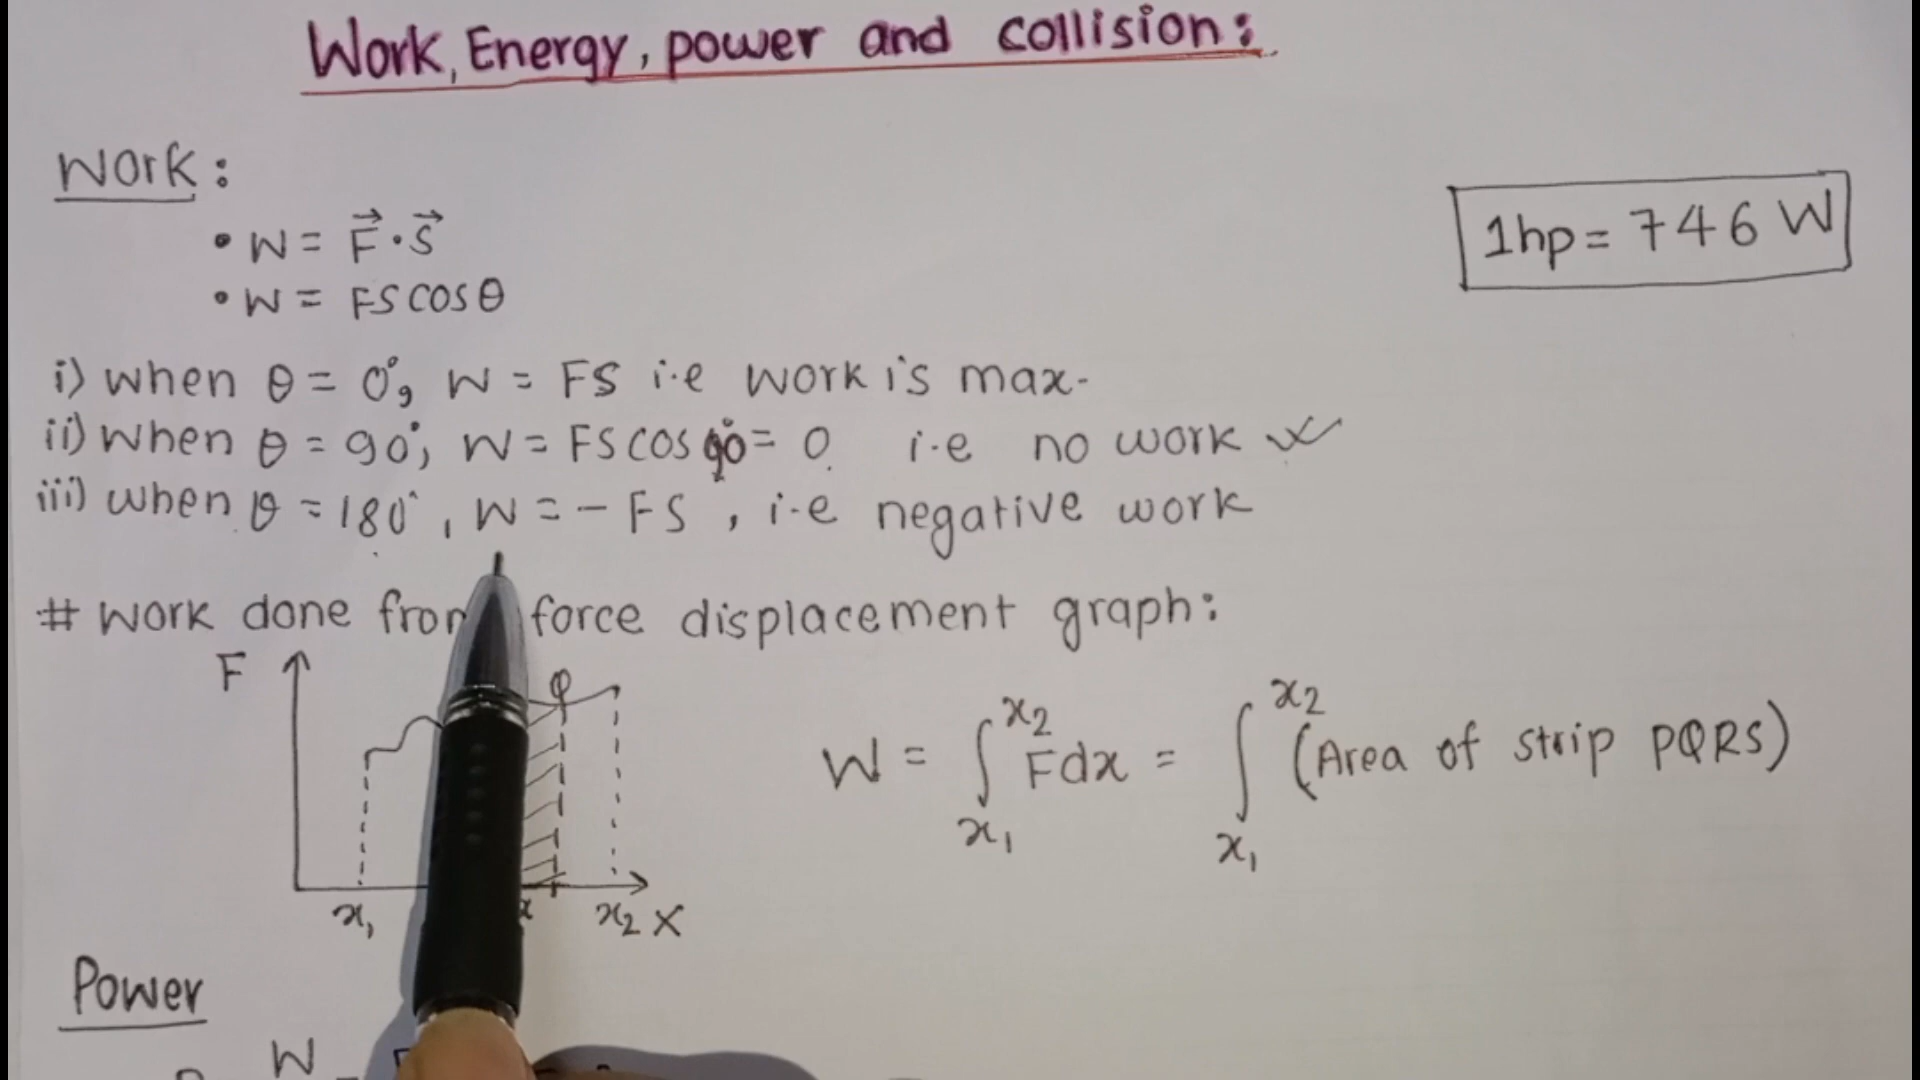 Work, Energy, power and collision:
Work:
1hp = 746 W
• W = F⃗ · S⃗
• W = FS cosθ
i) when θ = 0°, W = FS i.e work is max.
ii) when θ = 90°, W = FS cos 90° = 0 i.e no work
iii) when θ = 180°, W = - FS, i.e negative work
# Work done from force displacement graph:
F
Q
x₁ x₂ X
W = ∫ₓ₁ˣ² Fdx = ∫ₓ₁ˣ² (Area of strip PQRS)
Power
W